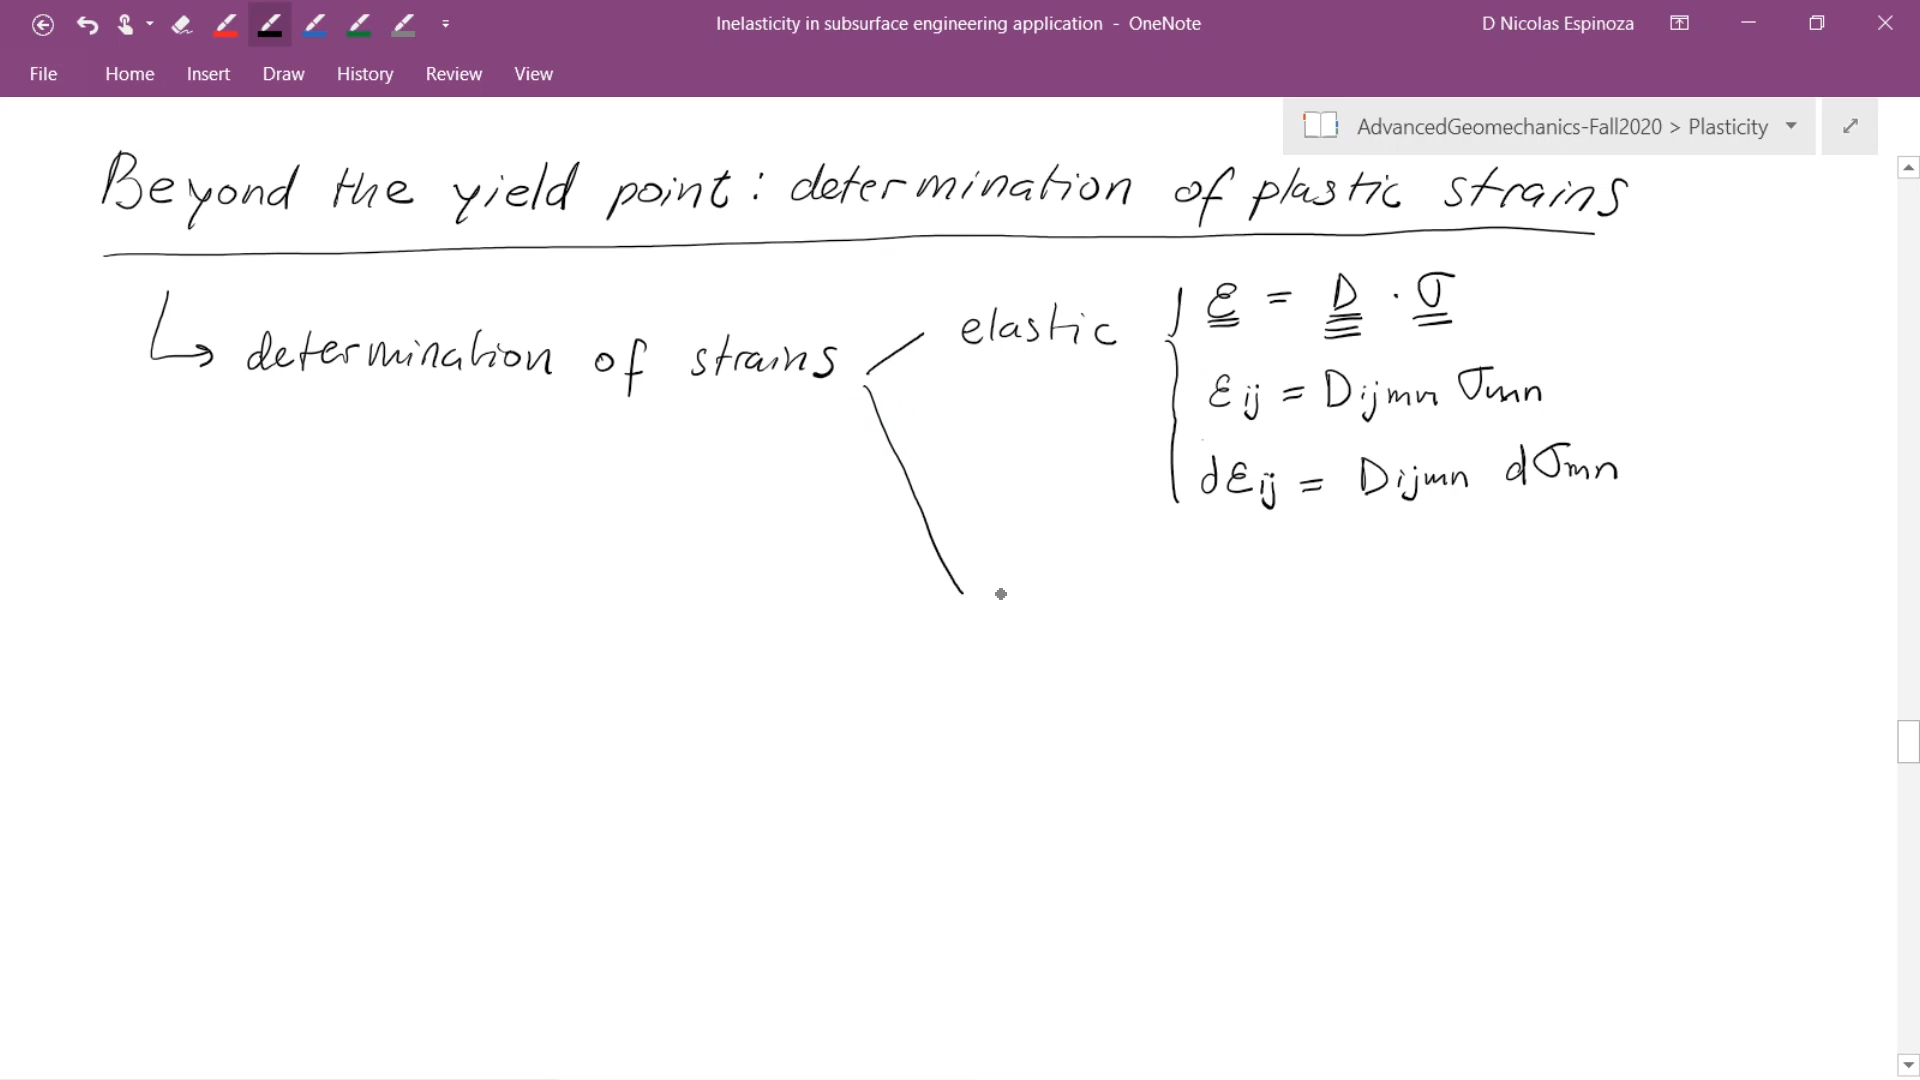 Inelasticity in subsurface engineering application - OneNote
D Nicolas Espinoza
File Home Insert Draw History Review View
AdvancedGeomechanics-Fall2020 > Plasticity
Beyond the yield point: determination of plastic strains
determination of strains
elastic
ε = D · σ
εij = Dijmn σmn
dεij = Dijmn dσmn